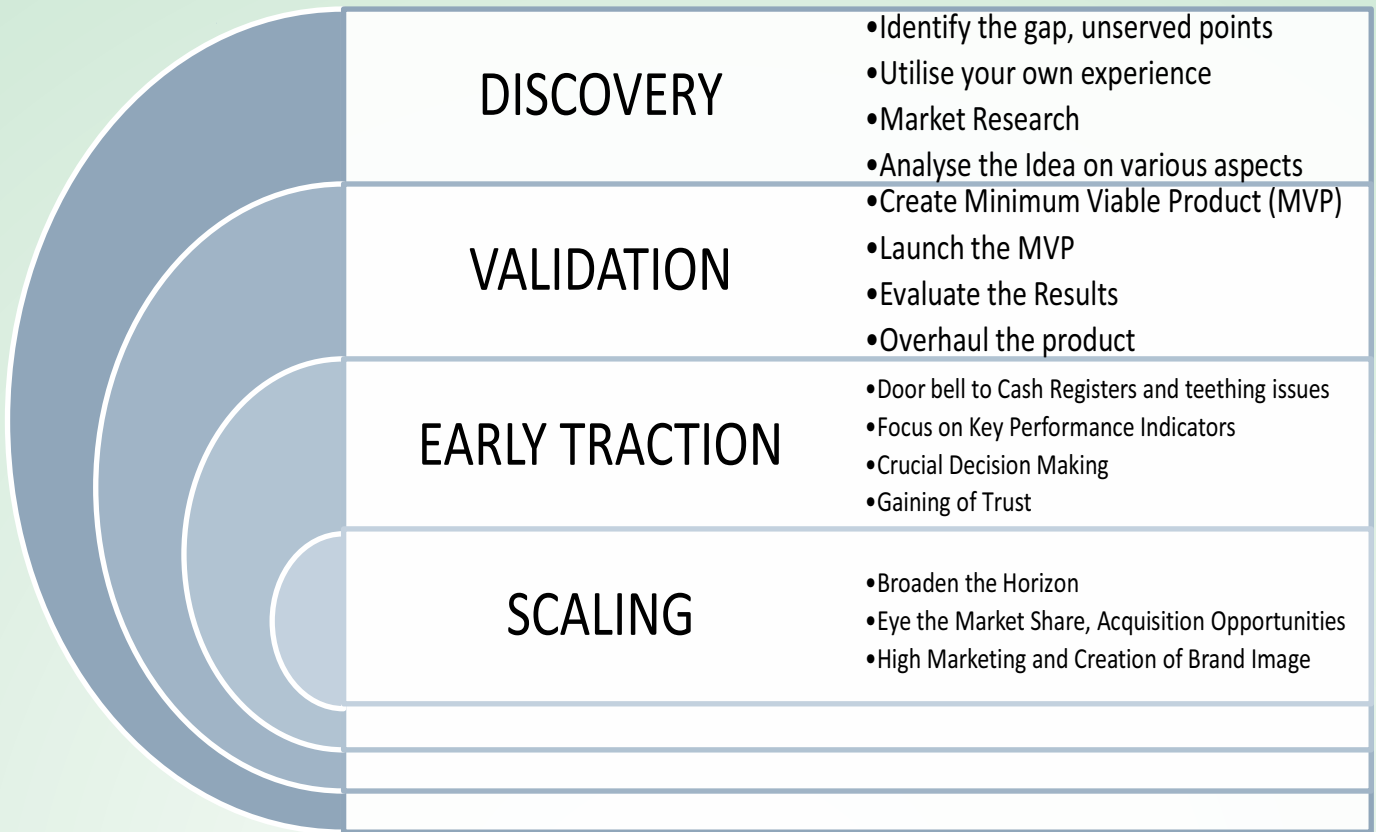 DISCOVERY
•Identify the gap, unserved points
•Utilise your own experience
•Market Research
•Analyse the Idea on various aspects
VALIDATION
•Create Minimum Viable Product (MVP)
•Launch the MVP
•Evaluate the Results
•Overhaul the product
EARLY TRACTION
•Door bell to Cash Registers and teething issues
•Focus on Key Performance Indicators
•Crucial Decision Making
•Gaining of Trust
SCALING
•Broaden the Horizon
•Eye the Market Share, Acquisition Opportunities
•High Marketing and Creation of Brand Image